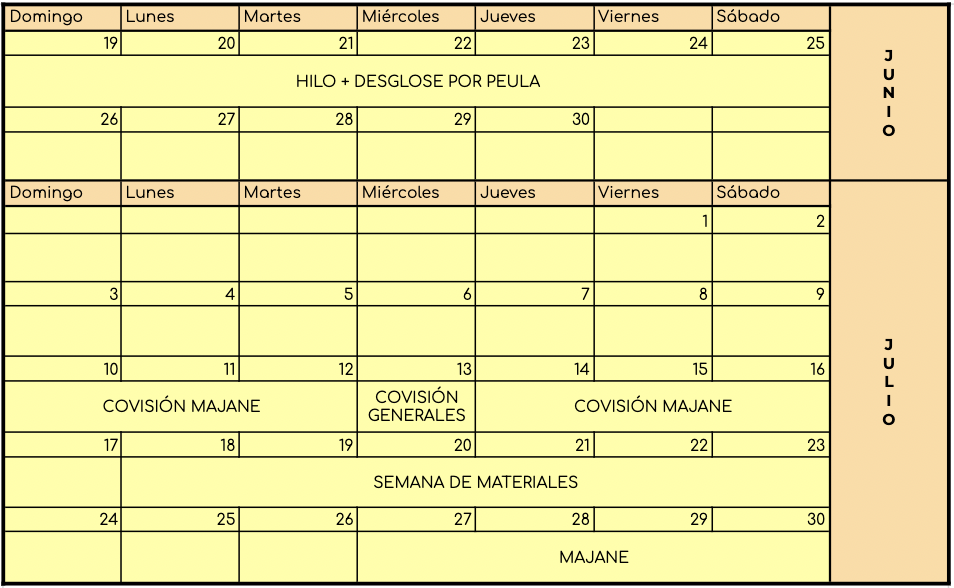 Domingo Lunes Martes Miércoles Jueves Viernes Sábado
19 20 21 22 23 24 25
HILO + DESGLOSE POR PEULA
26 27 28 29 30
JUNIO
Domingo Lunes Martes Miércoles Jueves Viernes Sábado
1 2
3 4 5 6 7 8 9
10 11 12 13 14 15 16
COVISIÓN MAJANE
COVISIÓN
GENERALES
COVISIÓN MAJANE
17 18 19 20 21 22 23
SEMANA DE MATERIALES
24 25 26 27 28 29 30
MAJANE
JULIO